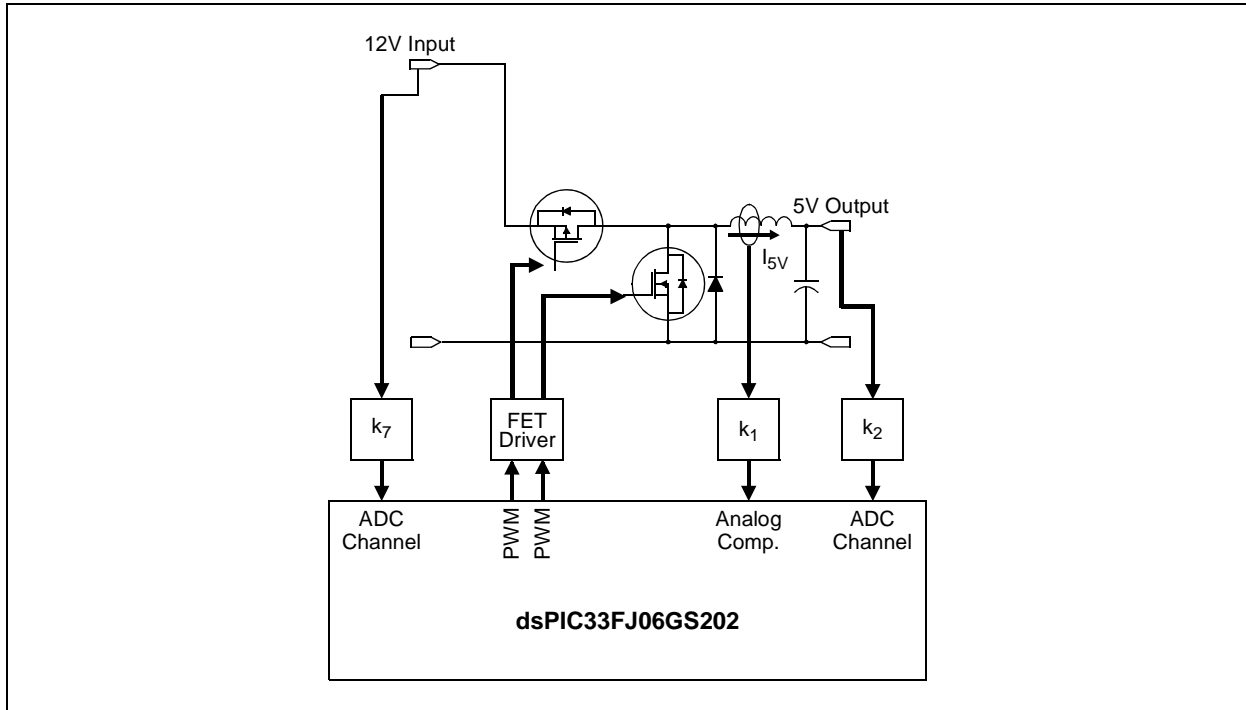 12V Input
5V Output
I5V
k7
FET
Driver
k1
k2
ADC
Channel
PWM
PWM
Analog
Comp.
ADC
Channel
dsPIC33FJ06GS202